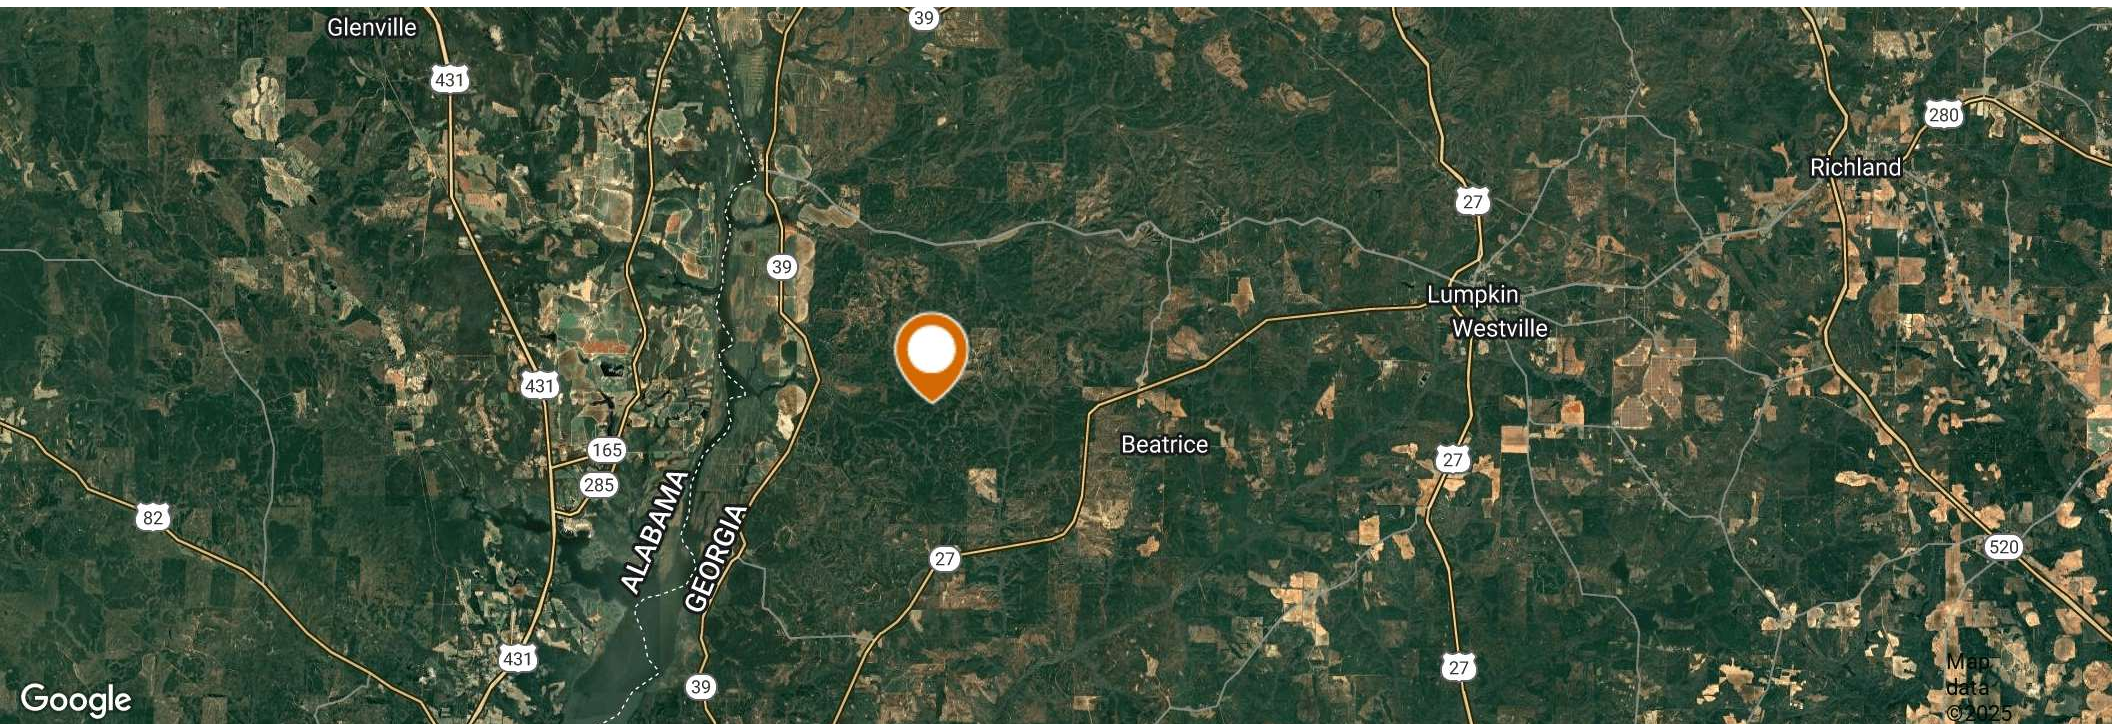 39
Glenville
431
280
Richland
27
39
Lumpkin
Westville
431
Beatrice
165
27
285
ALABAMA
GEORGIA
82
520
27
431
27
39
Map
data
©2025
Google